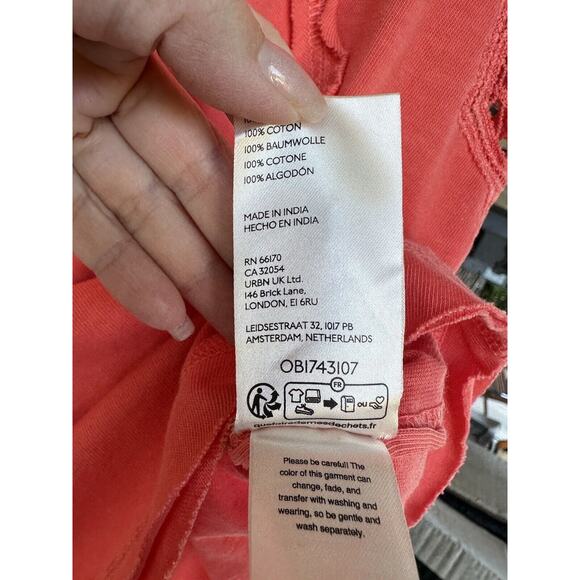 100% COTON
100% BAUMWOLLE
100% COTONE
100% ALGODÓN
MADE IN INDIA
HECHO EN INDIA
RN 66170
CA 32054
URBN UK Ltd.
146 Brick Lane,
LONDON, E1 6RU
LEIDSESTRAAT 32, 1017 PB
AMSTERDAM, NETHERLANDS
OB1743107
FR
ou
quefairedemesdechets.fr
Please be careful! The
color of this garment can
change, fade, and
transfer with washing and
wearing, so be gentle and
wash separately.